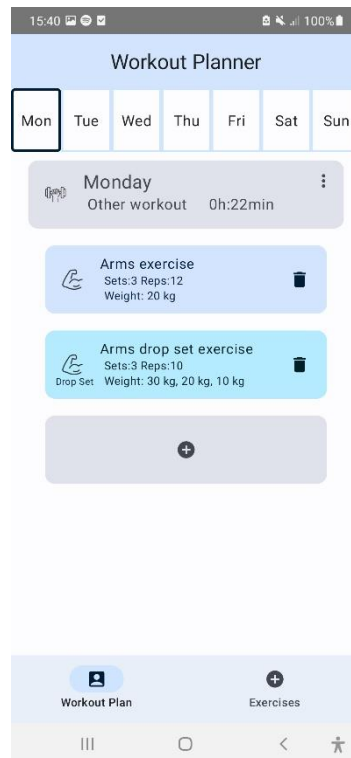 15:40 100%
Workout Planner
Mon Tue Wed Thu Fri Sat Sun
Monday
Other workout 0h:22min
Arms exercise
Sets:3 Reps:12
Weight: 20 kg
Arms drop set exercise
Sets:3 Reps:10
Drop Set Weight: 30 kg, 20 kg, 10 kg
Workout Plan Exercises